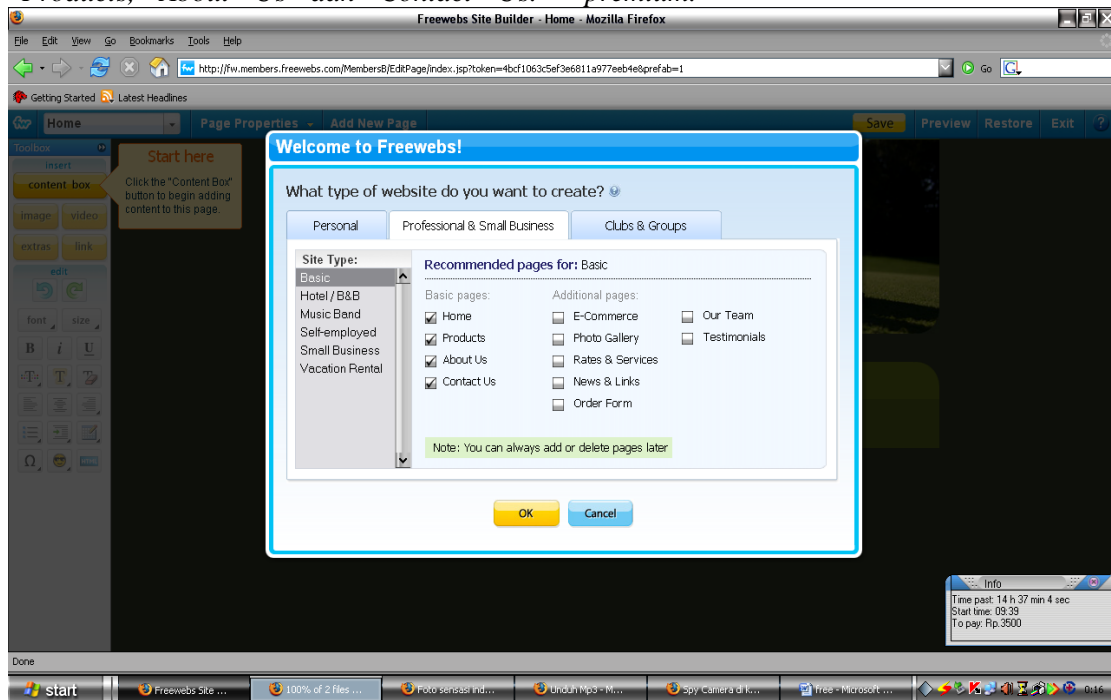 Products, About Us dan Contact Us. premium.
Freewebs Site Builder - Home - Mozilla Firefox
File Edit View Go Bookmarks Tools Help
http://fw.members.freewebs.com/MembersB/EditPage/index.jsp?token=4bcf1063c5ef3e6811a977eeb4e&prefab=1
Go
Getting Started Latest Headlines
fw Home Page Properties Add New Page Save Preview Restore Exit ?
Toolbox
insert
content box
image video
extras link
edit
font size
B i U
Start here
Click the "Content Box"
button to begin adding
content to this page.
Welcome to Freewebs!
What type of website do you want to create?
Personal Professional & Small Business Clubs & Groups
Site Type:
Basic
Hotel / B&B
Music Band
Self-employed
Small Business
Vacation Rental
Recommended pages for: Basic
Basic pages: Additional pages:
Home E-Commerce Our Team
Products Photo Gallery Testimonials
About Us Rates & Services
Contact Us News & Links
Order Form
Note: You can always add or delete pages later
OK Cancel
Info
Time past: 14 h 37 min 4 sec
Start time: 09:39
To pay: Rp.3500
Done
start Freewebs Site ... 100% of 2 files ... Foto sensasi ind... Unduh Mp3 - M... Spy Camera di k... free - Microsoft ... 0:16